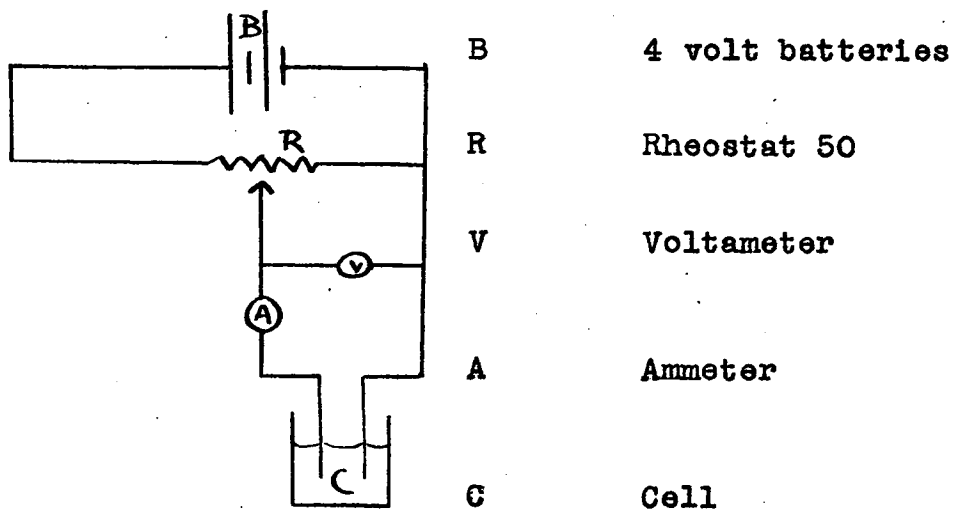 B
B 4 volt batteries
R
R Rheostat 50
V Voltameter
V
A
A Ammeter
C
C Cell